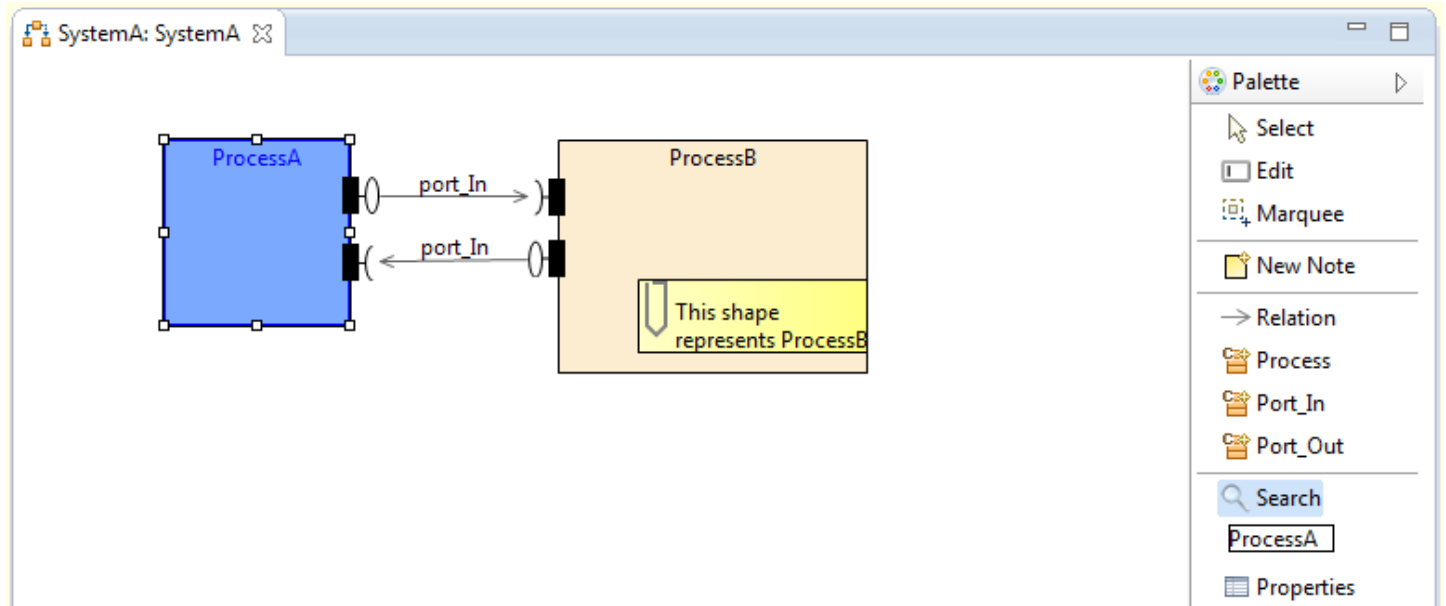 SystemA: SystemA
Palette
Select
Edit
Marquee
New Note
Relation
Process
Port_In
Port_Out
Search
ProcessA
Properties
ProcessA
port_In
port_In
ProcessB
This shape
represents ProcessB